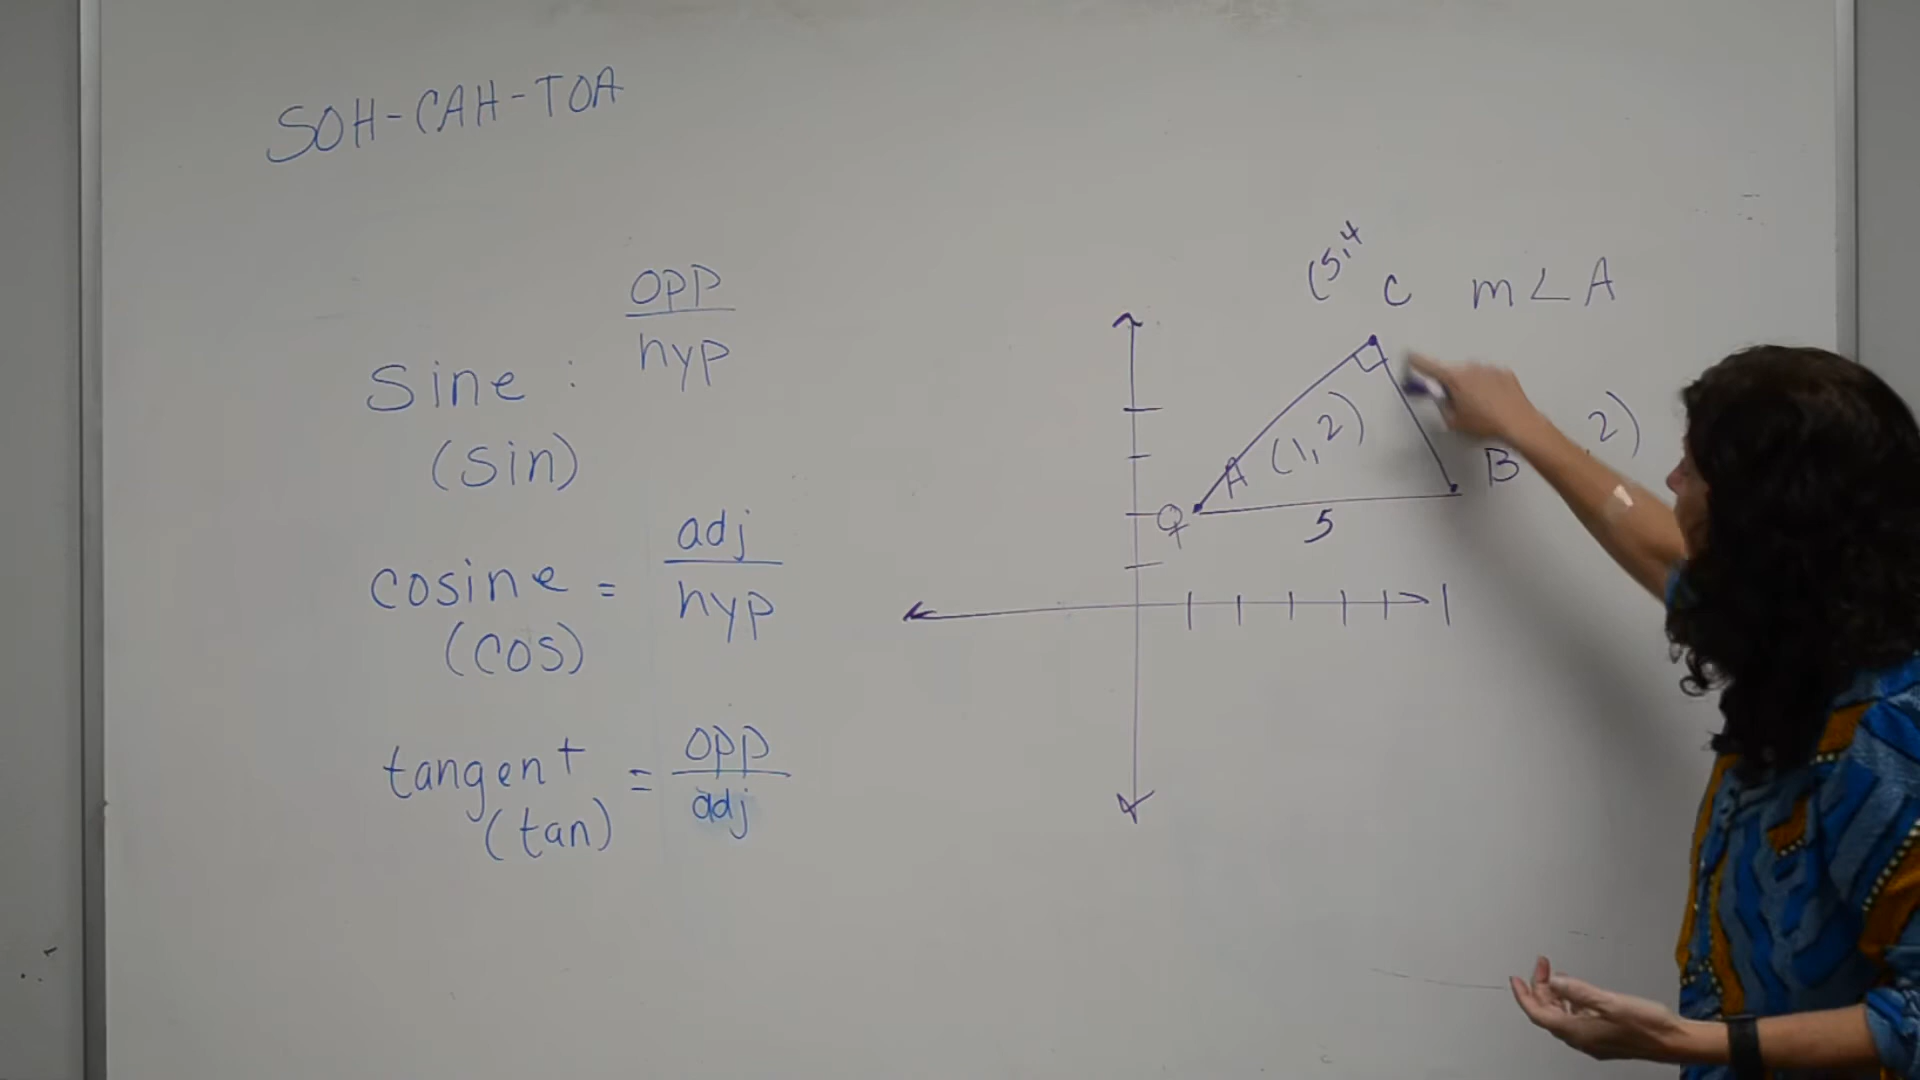 SOH-CAH-TOA
Sine :
opp
hyp
(sin)
cosine =
adj
hyp
(cos)
tangent =
opp
adj
(tan)
(5,4
C
m∠A
A
(1,2)
B
, 2)
5